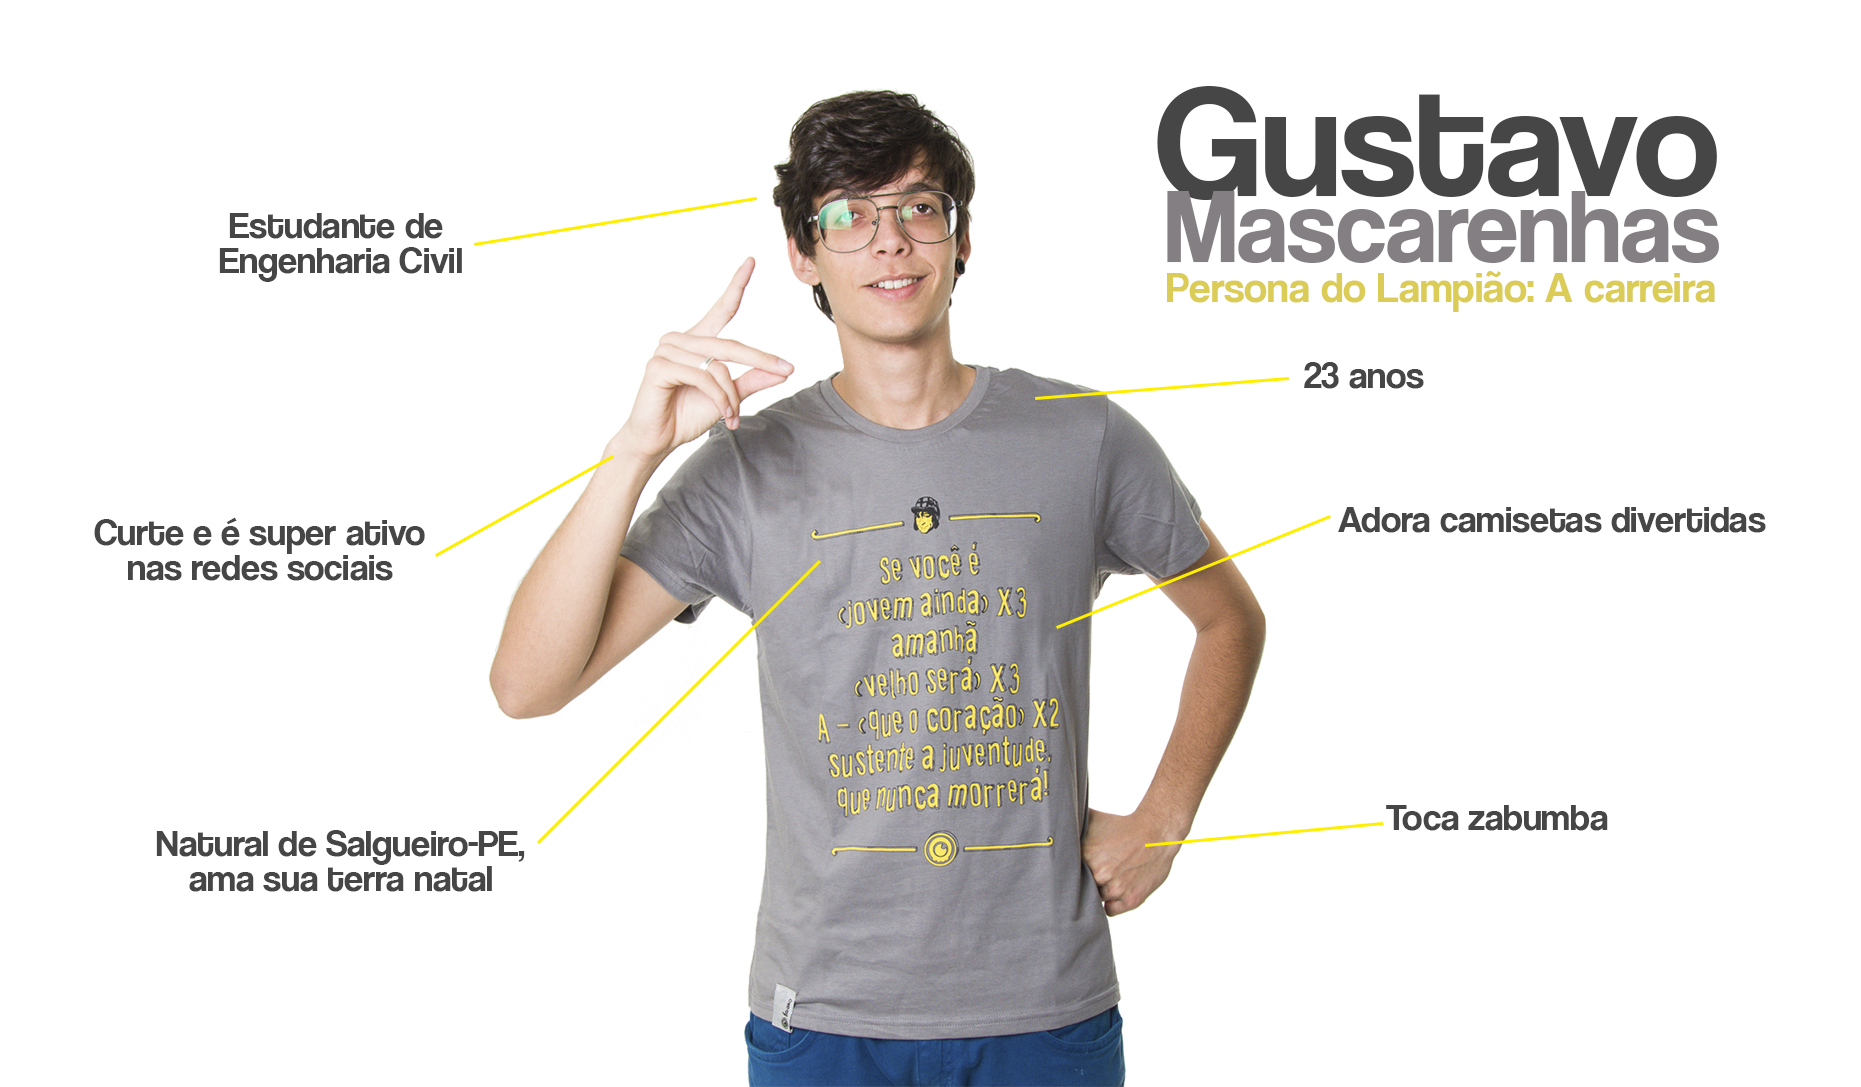 Gustavo
Mascarenhas
Persona do Lampião: A carreira
Estudante de
Engenharia Civil
23 anos
Curte e é super ativo
nas redes sociais
Adora camisetas divertidas
Se você é
(jovem ainda) X3
amanhã
(velho será) X3
A – (que o coração) X2
sustente a juventude,
que nunca morrerá!
Natural de Salgueiro-PE,
ama sua terra natal
Toca zabumba